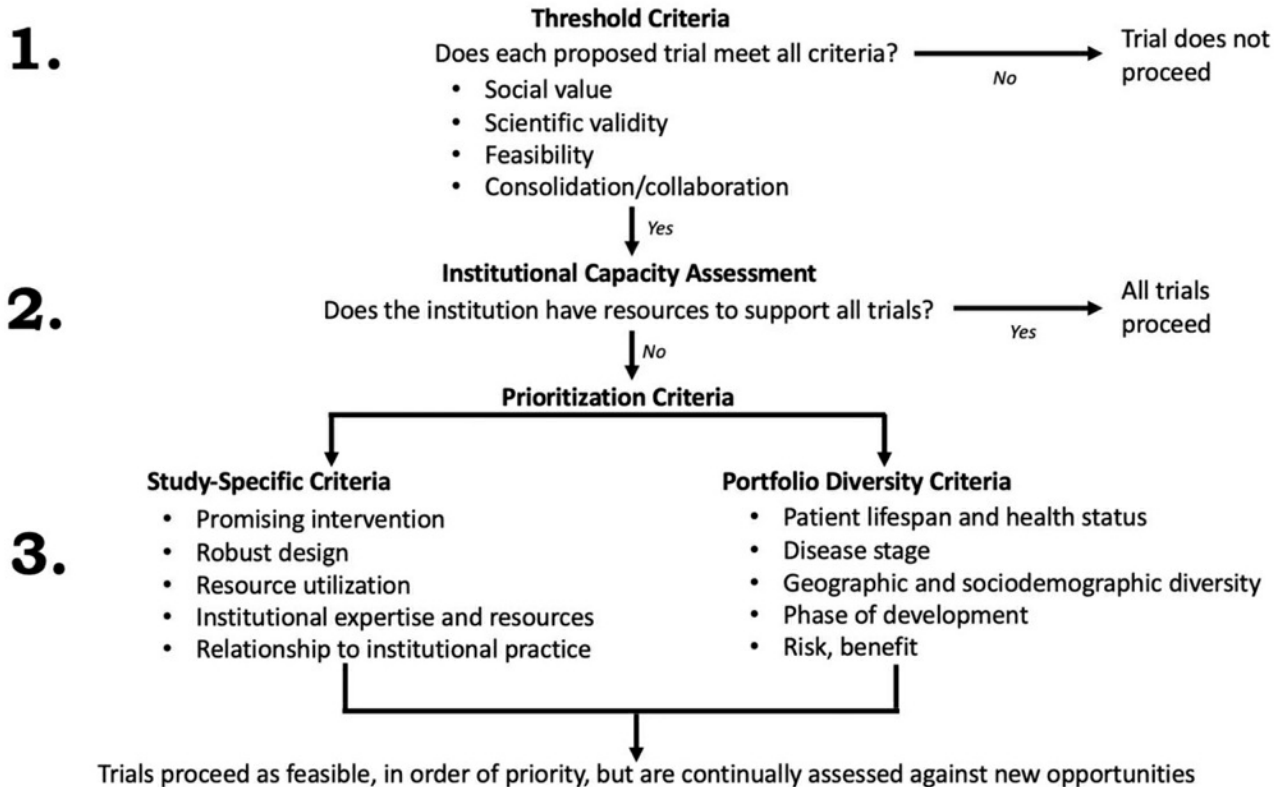 1.
Threshold Criteria
Does each proposed trial meet all criteria?
No
Trial does not
proceed
• Social value
• Scientific validity
• Feasibility
• Consolidation/collaboration
Yes
2.
Institutional Capacity Assessment
Does the institution have resources to support all trials?
Yes
All trials
proceed
No
Prioritization Criteria
3.
Study-Specific Criteria
• Promising intervention
• Robust design
• Resource utilization
• Institutional expertise and resources
• Relationship to institutional practice
Portfolio Diversity Criteria
• Patient lifespan and health status
• Disease stage
• Geographic and sociodemographic diversity
• Phase of development
• Risk, benefit
Trials proceed as feasible, in order of priority, but are continually assessed against new opportunities